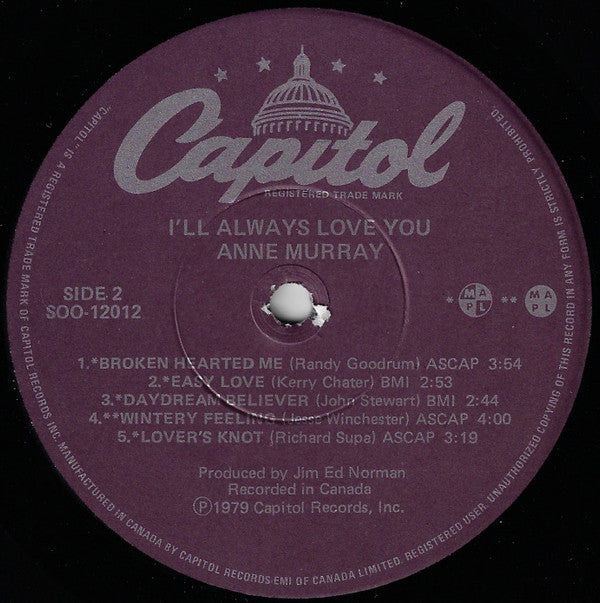 Capitol
REGISTERED TRADE MARK
I'LL ALWAYS LOVE YOU
ANNE MURRAY
SIDE 2
SOO-12012
* M A P L ** M A P L
1.*BROKEN HEARTED ME (Randy Goodrum) ASCAP 3:54
2.*EASY LOVE (Kerry Chater) BMI 2:53
3.*DAYDREAM BELIEVER (John Stewart) BMI 2:44
4.**WINTERY FEELING (Jesse Winchester) ASCAP 4:00
5.*LOVER'S KNOT (Richard Supa) ASCAP 3:19
Produced by Jim Ed Norman
Recorded in Canada
Ⓟ1979 Capitol Records, Inc.
"CAPITOL" IS A REGISTERED TRADE MARK OF CAPITOL RECORDS INC. MANUFACTURED IN CANADA BY CAPITOL RECORDS-EMI OF CANADA LIMITED. REGISTERED USER. UNAUTHORIZED COPYING OF THIS RECORD IN ANY FORM IS STRICTLY PROHIBITED.